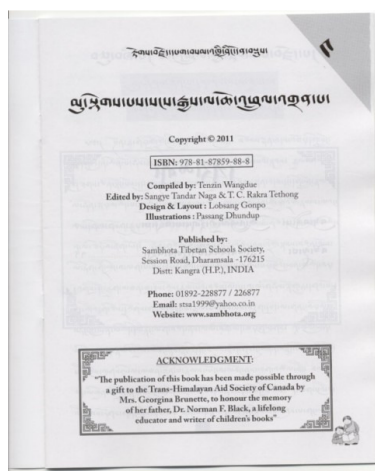 Copyright © 2011
ISBN: 978-81-87859-88-8
Compiled by: Tenzin Wangdue
Edited by: Sangye Tandar Naga & T. C. Rakra Tethong
Design & Layout : Lobsang Gonpo
Illustrations : Passang Dhundup
Published by:
Sambhota Tibetan Schools Society,
Session Road, Dharamsala -176215
Distt: Kangra (H.P.), INDIA
Phone: 01892-228877 / 226877
Email: stsa1999@yahoo.co.in
Website: www.sambhota.org
ACKNOWLEDGMENT:
"The publication of this book has been made possible through
a gift to the Trans-Himalayan Aid Society of Canada by
Mrs. Georgina Brunette, to honour the memory
of her father, Dr. Norman F. Black, a lifelong
educator and writer of children's books"